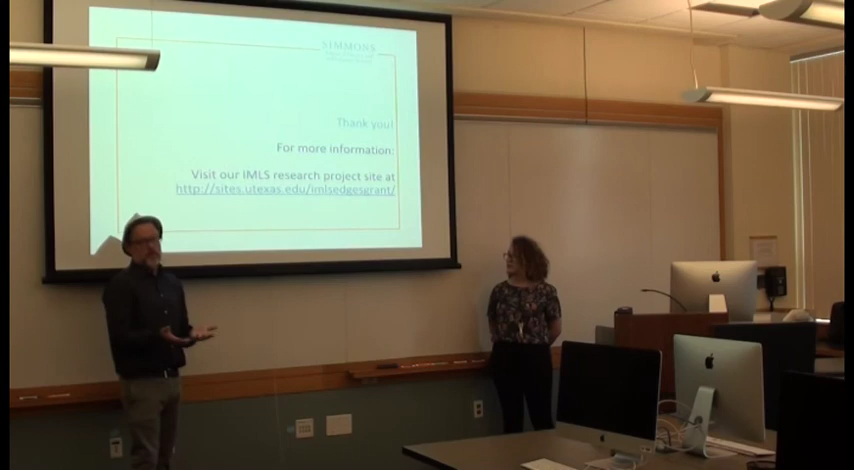 SIMMONS
Thank you!
For more information:
Visit our IMLS research project site at
http://sites.utexas.edu/imlsedgesgrant/